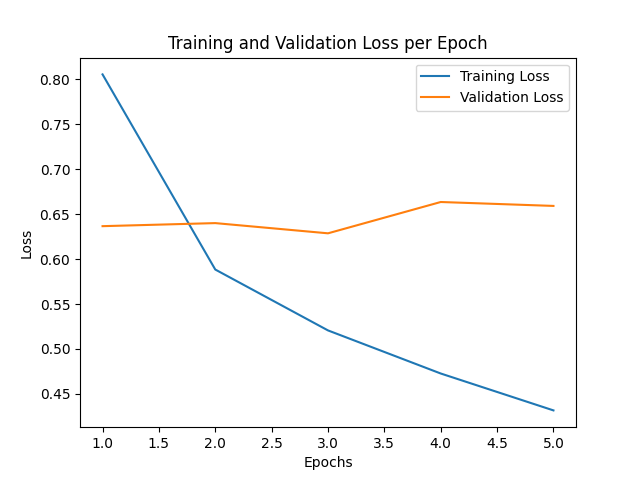 Training and Validation Loss per Epoch
Training Loss
Validation Loss
0.80
0.75
0.70
0.65
0.60
0.55
0.50
0.45
Loss
1.0 1.5 2.0 2.5 3.0 3.5 4.0 4.5 5.0
Epochs